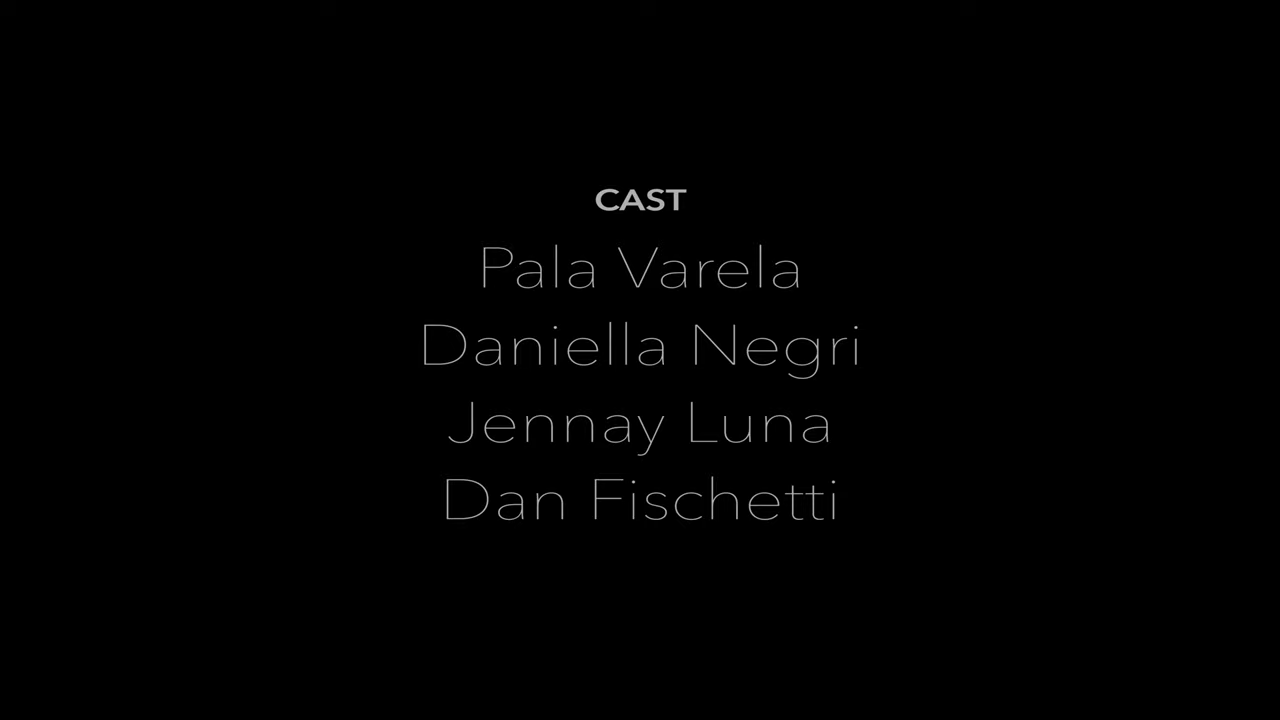 CAST
Pala Varela
Daniella Negri
Jennay Luna
Dan Fischetti